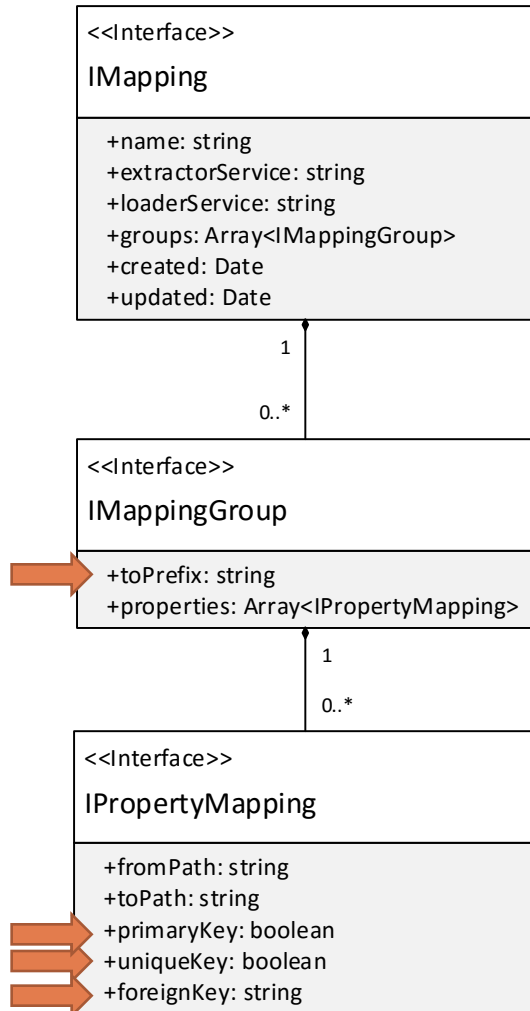 <<Interface>>
IMapping
+name: string
+extractorService: string
+loaderService: string
+groups: Array<IMappingGroup>
+created: Date
+updated: Date
1
0..*
<<Interface>>
IMappingGroup
+toPrefix: string
+properties: Array<IPropertyMapping>
1
0..*
<<Interface>>
IPropertyMapping
+fromPath: string
+toPath: string
+primaryKey: boolean
+uniqueKey: boolean
+foreignKey: string